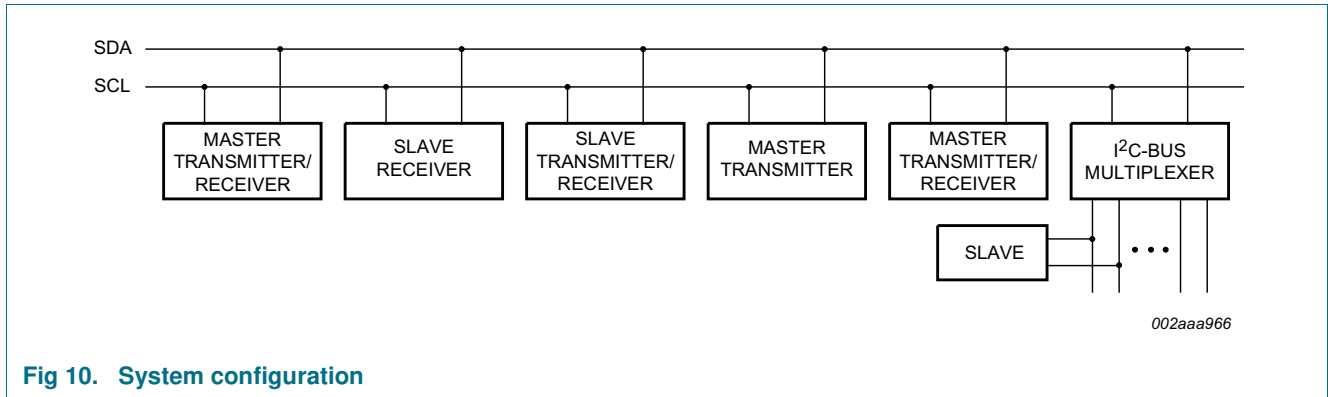 SDA
SCL
MASTER
TRANSMITTER/
RECEIVER
SLAVE
RECEIVER
SLAVE
TRANSMITTER/
RECEIVER
MASTER
TRANSMITTER
MASTER
TRANSMITTER/
RECEIVER
I²C-BUS
MULTIPLEXER
SLAVE
002aaa966
Fig 10. System configuration